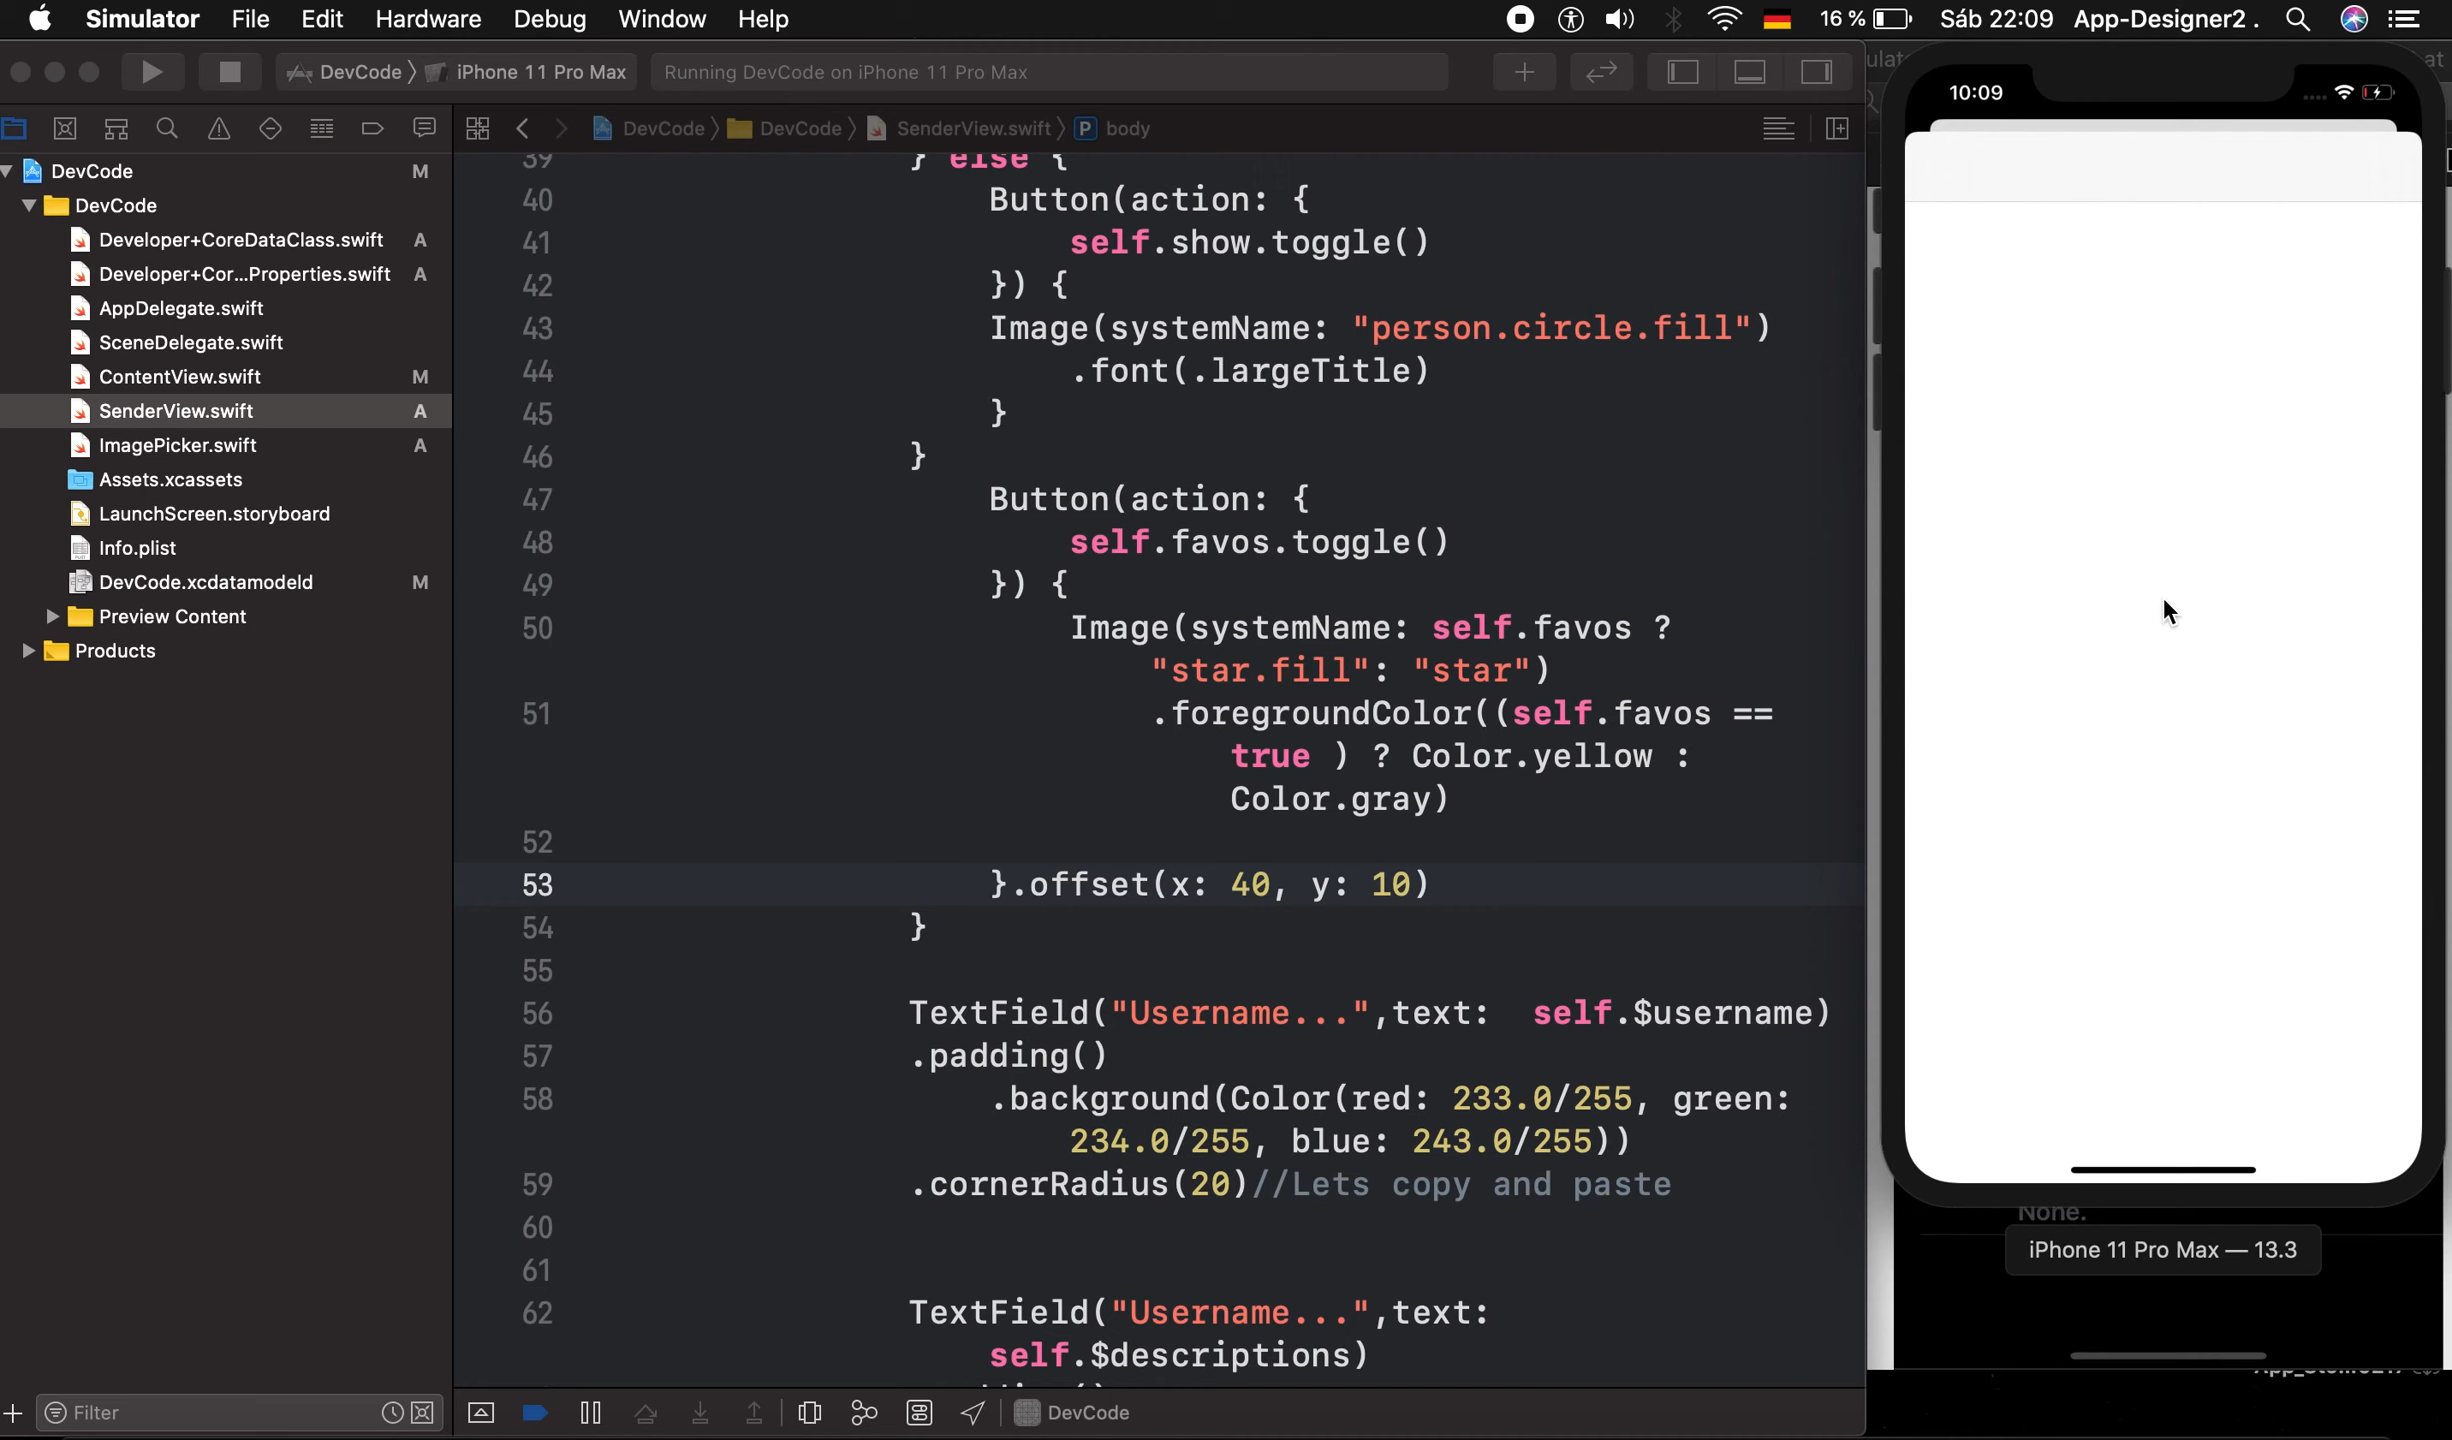 Simulator File Edit Hardware Debug Window Help 16 % Sáb 22:09 App-Designer2 .
DevCode iPhone 11 Pro Max Running DevCode on iPhone 11 Pro Max
DevCode DevCode SenderView.swift P body
DevCode M
DevCode
Developer+CoreDataClass.swift A
Developer+Cor...Properties.swift A
AppDelegate.swift
SceneDelegate.swift
ContentView.swift M
SenderView.swift A
ImagePicker.swift A
Assets.xcassets
LaunchScreen.storyboard
Info.plist
DevCode.xcdatamodeld M
Preview Content
Products
Filter
39 } else {
40 Button(action: {
41 self.show.toggle()
42 }) {
43 Image(systemName: "person.circle.fill")
44 .font(.largeTitle)
45 }
46 }
47 Button(action: {
48 self.favos.toggle()
49 }) {
50 Image(systemName: self.favos ?
"star.fill": "star")
51 .foregroundColor((self.favos ==
true ) ? Color.yellow :
Color.gray)
52
53 }.offset(x: 40, y: 10)
54 }
55
56 TextField("Username...",text:  self.$username)
57 .padding()
58 .background(Color(red: 233.0/255, green:
234.0/255, blue: 243.0/255))
59 .cornerRadius(20)//Lets copy and paste
60
61
62 TextField("Username...",text:
self.$descriptions)
DevCode
10:09
None.
iPhone 11 Pro Max — 13.3